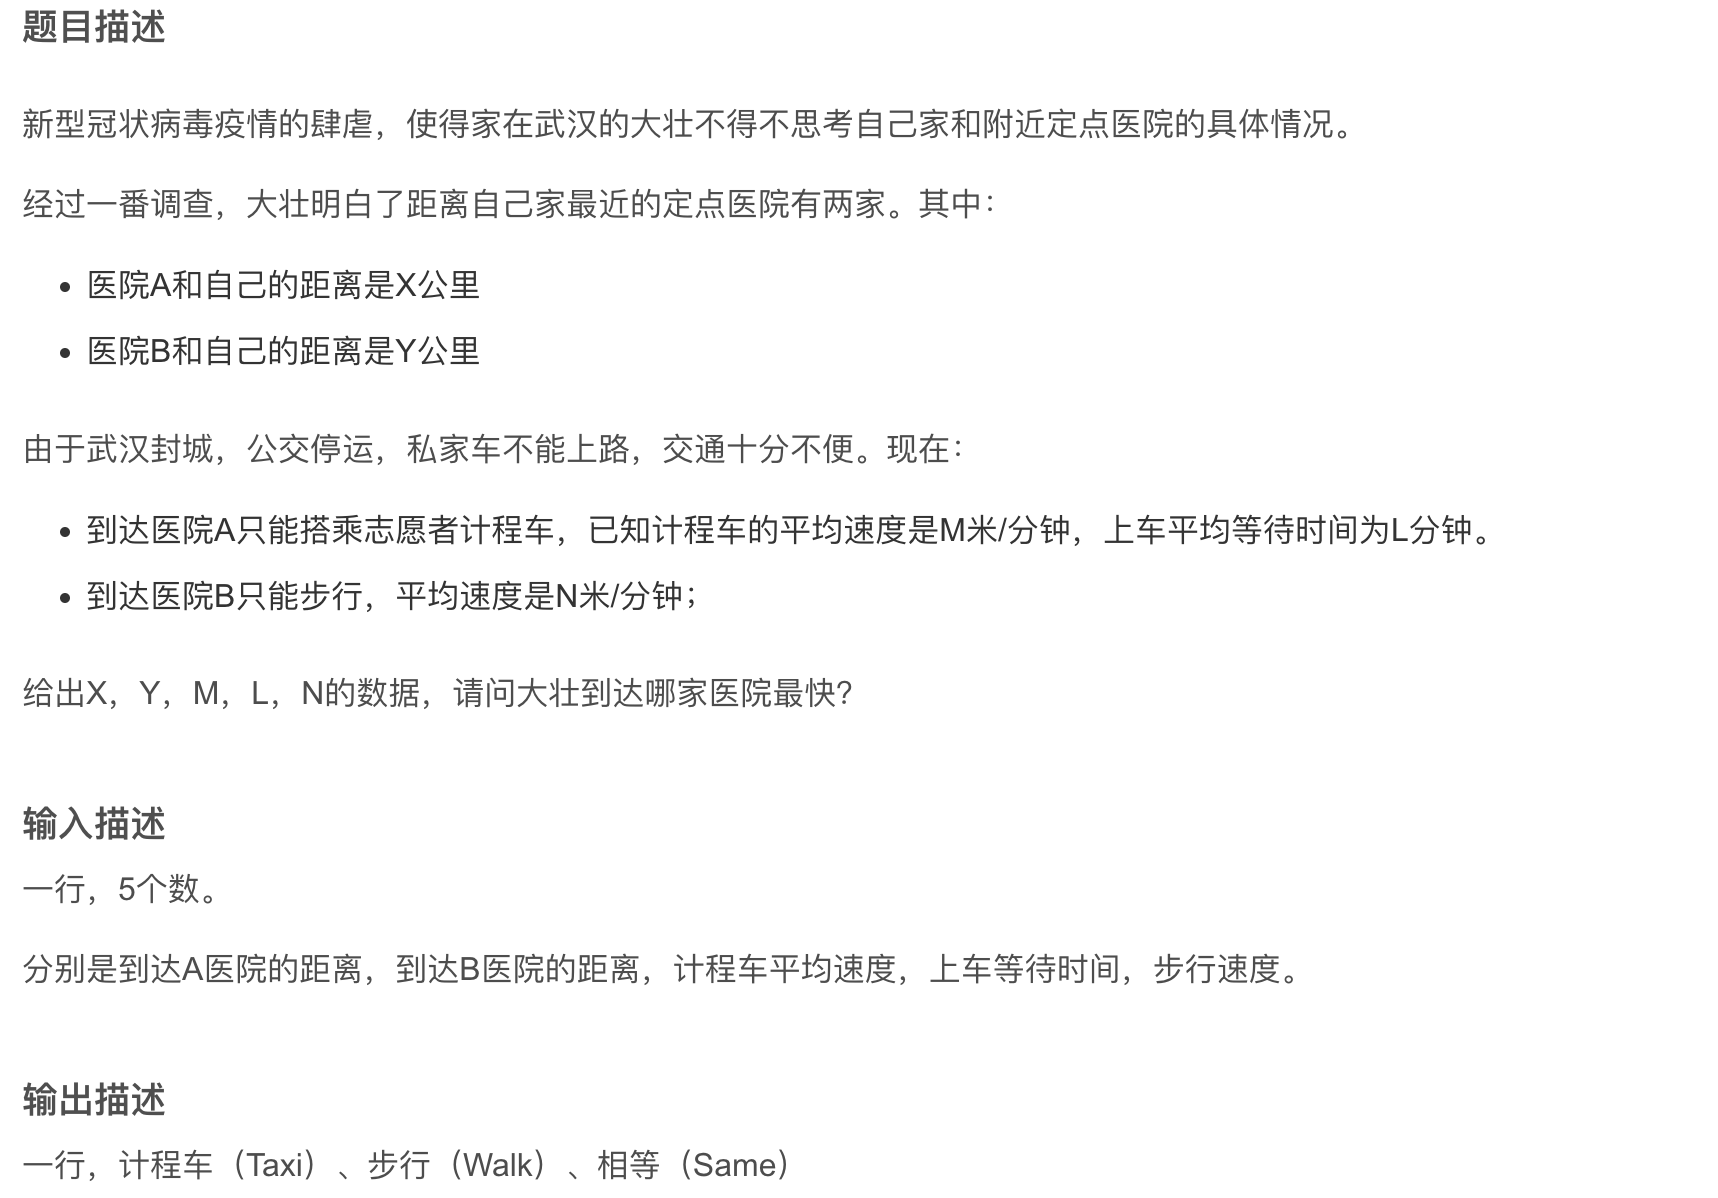 题目描述
新型冠状病毒疫情的肆虐，使得家在武汉的大壮不得不思考自己家和附近定点医院的具体情况。
经过一番调查，大壮明白了距离自己家最近的定点医院有两家。其中：
• 医院A和自己的距离是X公里
• 医院B和自己的距离是Y公里
由于武汉封城，公交停运，私家车不能上路，交通十分不便。现在：
• 到达医院A只能搭乘志愿者计程车，已知计程车的平均速度是M米/分钟，上车平均等待时间为L分钟。
• 到达医院B只能步行，平均速度是N米/分钟；
给出X，Y，M，L，N的数据，请问大壮到达哪家医院最快？
输入描述
一行，5个数。
分别是到达A医院的距离，到达B医院的距离，计程车平均速度，上车等待时间，步行速度。
输出描述
一行，计程车（Taxi）、步行（Walk）、相等（Same）